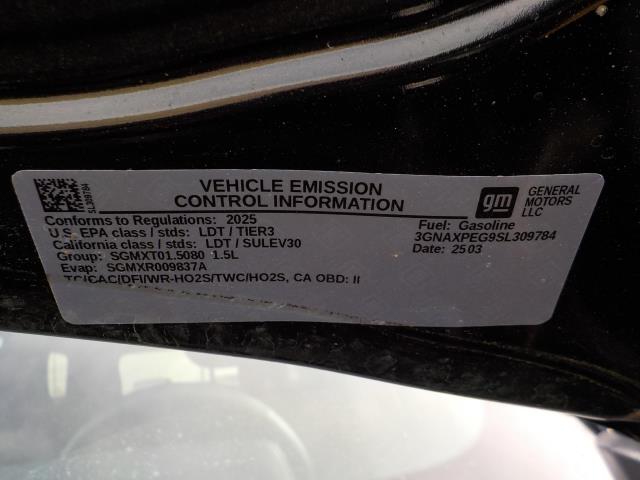 SL309784
VEHICLE EMISSION
CONTROL INFORMATION
gm
GENERAL
MOTORS
LLC
Conforms to Regulations: 2025
U.S. EPA class / stds: LDT / TIER3
California class / stds: LDT / SULEV30
Group: SGMXT01.5080 1.5L
Evap: SGMXR009837A
TC/CAC/DFI/WR-HO2S/TWC/HO2S, CA OBD: II
Fuel: Gasoline
3GNAXPEG9SL309784
Date: 25 03